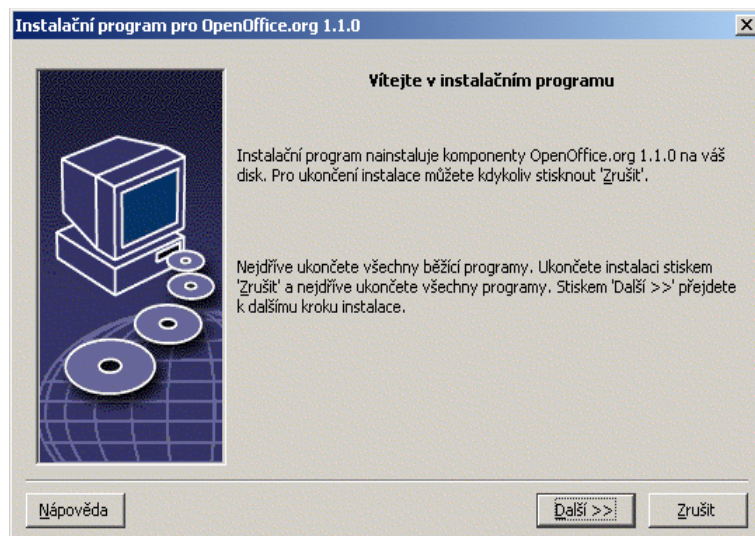 Instalační program pro OpenOffice.org 1.1.0
Vítejte v instalačním programu
Instalační program nainstaluje komponenty OpenOffice.org 1.1.0 na váš
disk. Pro ukončení instalace můžete kdykoliv stisknout 'Zrušit'.
Nejdříve ukončete všechny běžící programy. Ukončete instalaci stiskem
'Zrušit' a nejdříve ukončete všechny programy. Stiskem 'Další >>' přejdete
k dalšímu kroku instalace.
Nápověda
Další >>
Zrušit